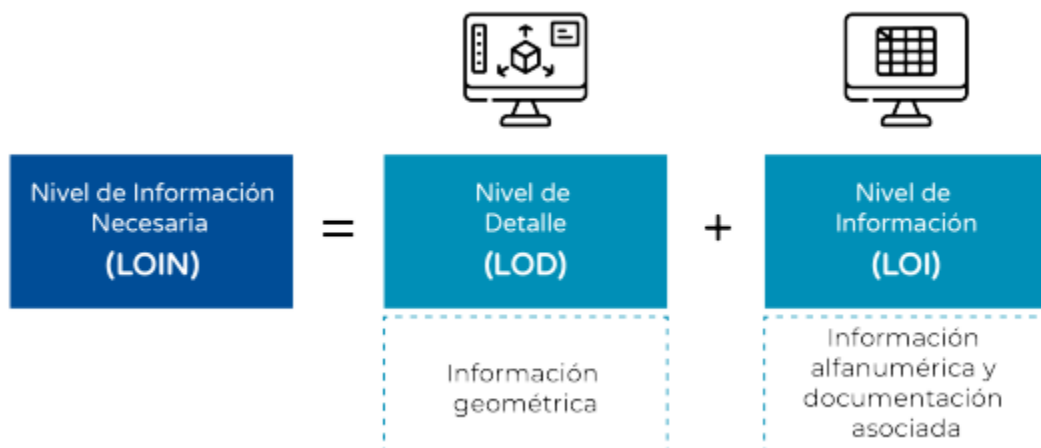 Nivel de Información
Necesaria
(LOIN)
=
Nivel de
Detalle
(LOD)
+
Nivel de
Información
(LOI)
Información
geométrica
Información
alfanumérica y
documentación
asociada